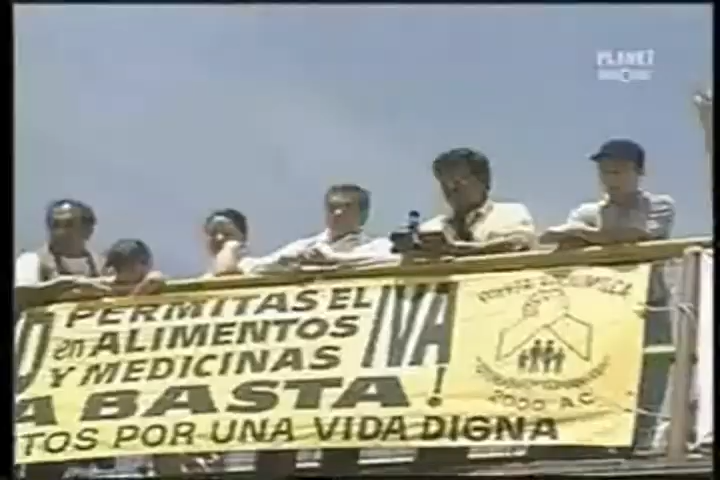 PLANET
PERMITAS EL IVA
en ALIMENTOS
Y MEDICINAS
A BASTA!
TOS POR UNA VIDA DIGNA
2000 A.C.